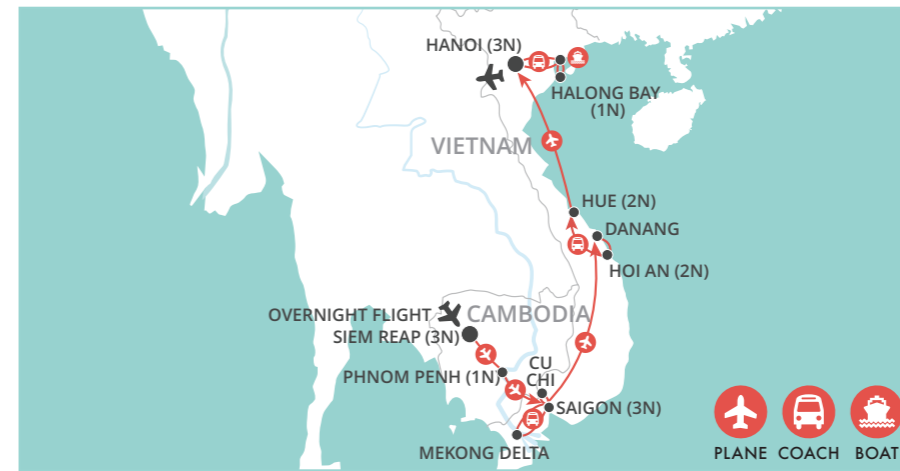 HANOI (3N)
HALONG BAY
(1N)
VIETNAM
HUE (2N)
DANANG
HOI AN (2N)
OVERNIGHT FLIGHT
CAMBODIA
SIEM REAP (3N)
PHNOM PENH (1N)
CU
CHI
SAIGON (3N)
MEKONG DELTA
PLANE COACH BOAT